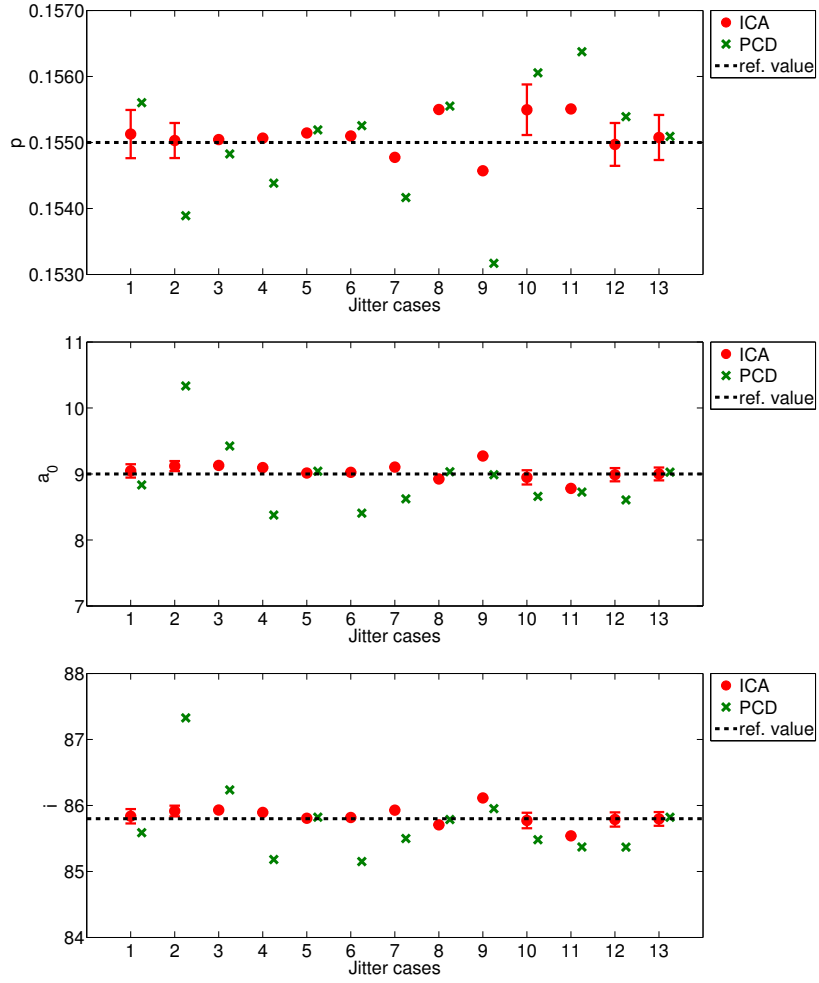 0.1570
0.1560
0.1550
0.1540
0.1530
p
1 2 3 4 5 6 7 8 9 10 11 12 13
Jitter cases
ICA
PCD
ref. value
11
10
9
8
7
a0
1 2 3 4 5 6 7 8 9 10 11 12 13
Jitter cases
ICA
PCD
ref. value
88
87
86
85
84
i
1 2 3 4 5 6 7 8 9 10 11 12 13
Jitter cases
ICA
PCD
ref. value